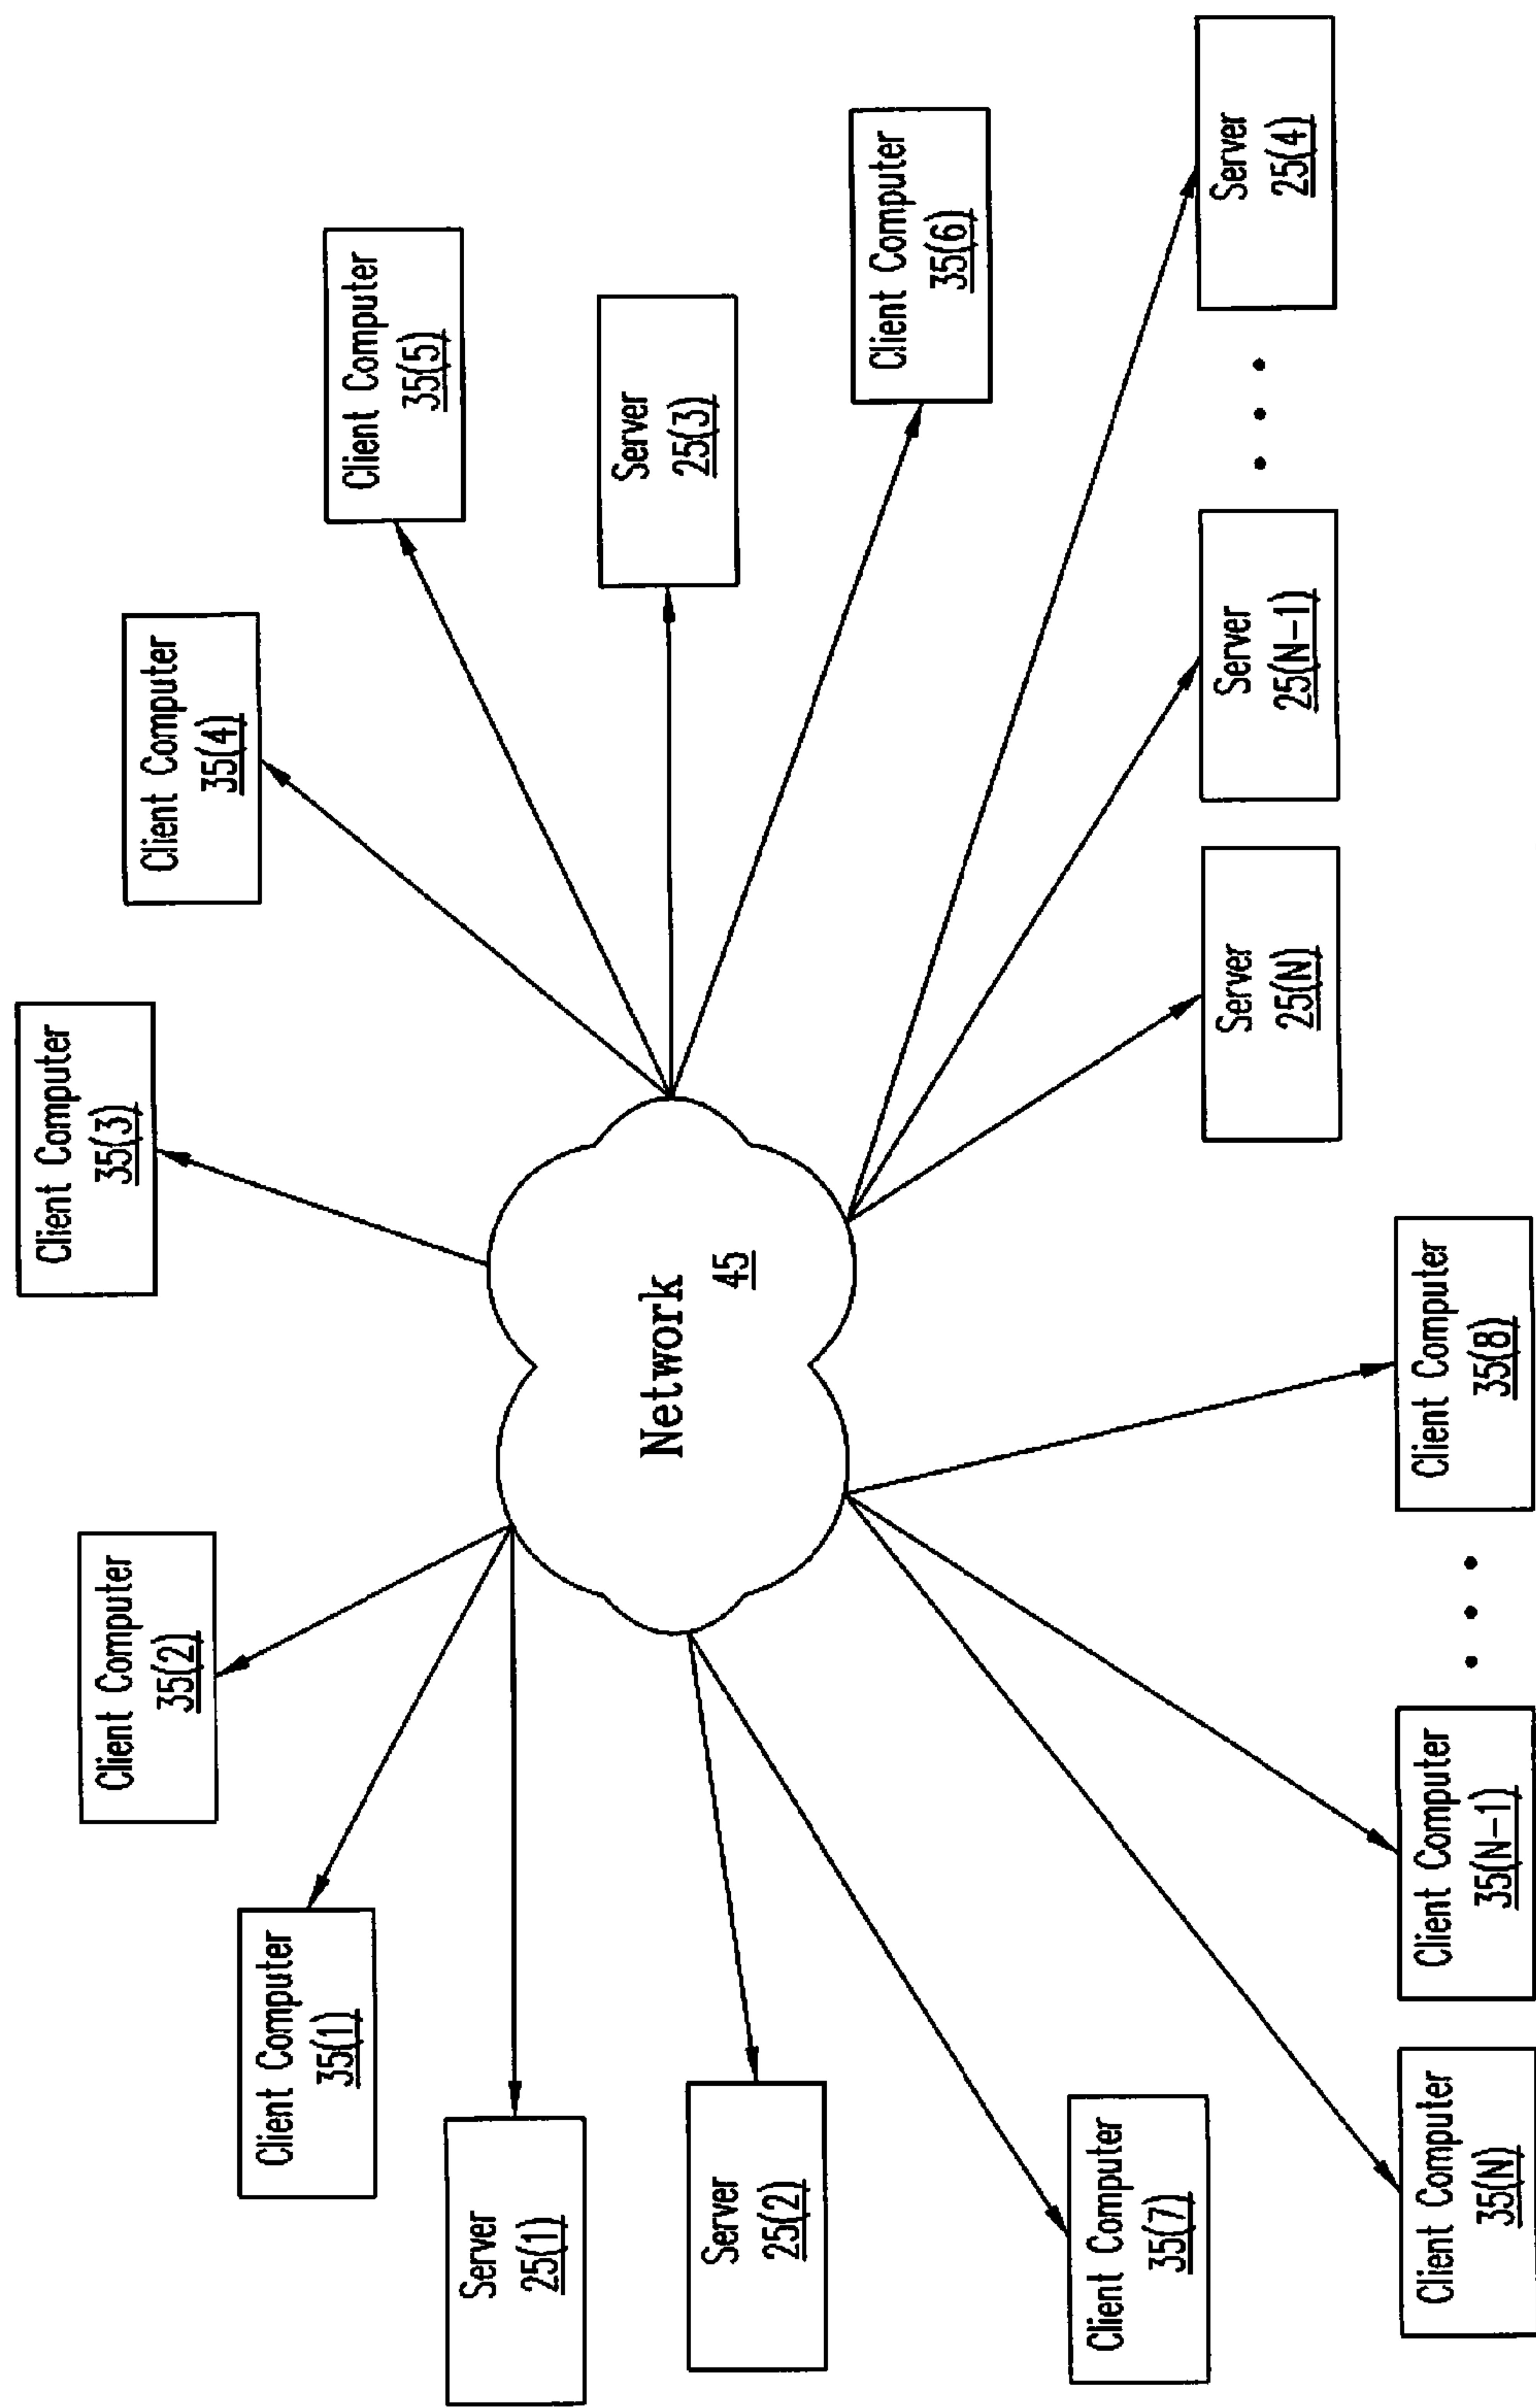 Client Computer
35(1)
Client Computer
35(2)
Client Computer
35(3)
Client Computer
35(4)
Client Computer
35(5)
Server
25(1)
Server
25(2)
Network
45
Server
25(3)
Client Computer
35(6)
Client Computer
35(7)
Server
25(N)
Server
25(N-1)
• • •
Server
25(4)
Client Computer
35(N)
Client Computer
35(N-1)
• • •
Client Computer
35(8)